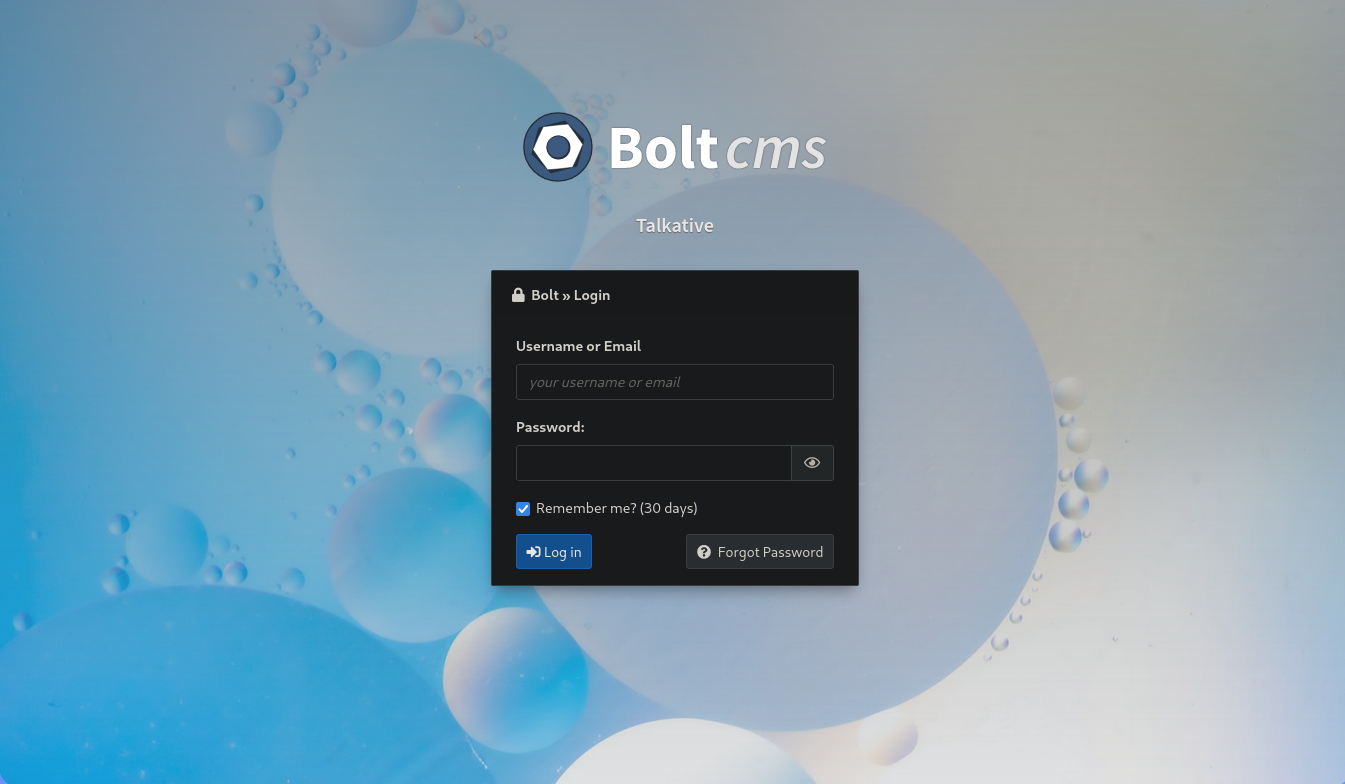 Bolt cms
Talkative
Bolt » Login
Username or Email
your username or email
Password:
Remember me? (30 days)
Log in
Forgot Password